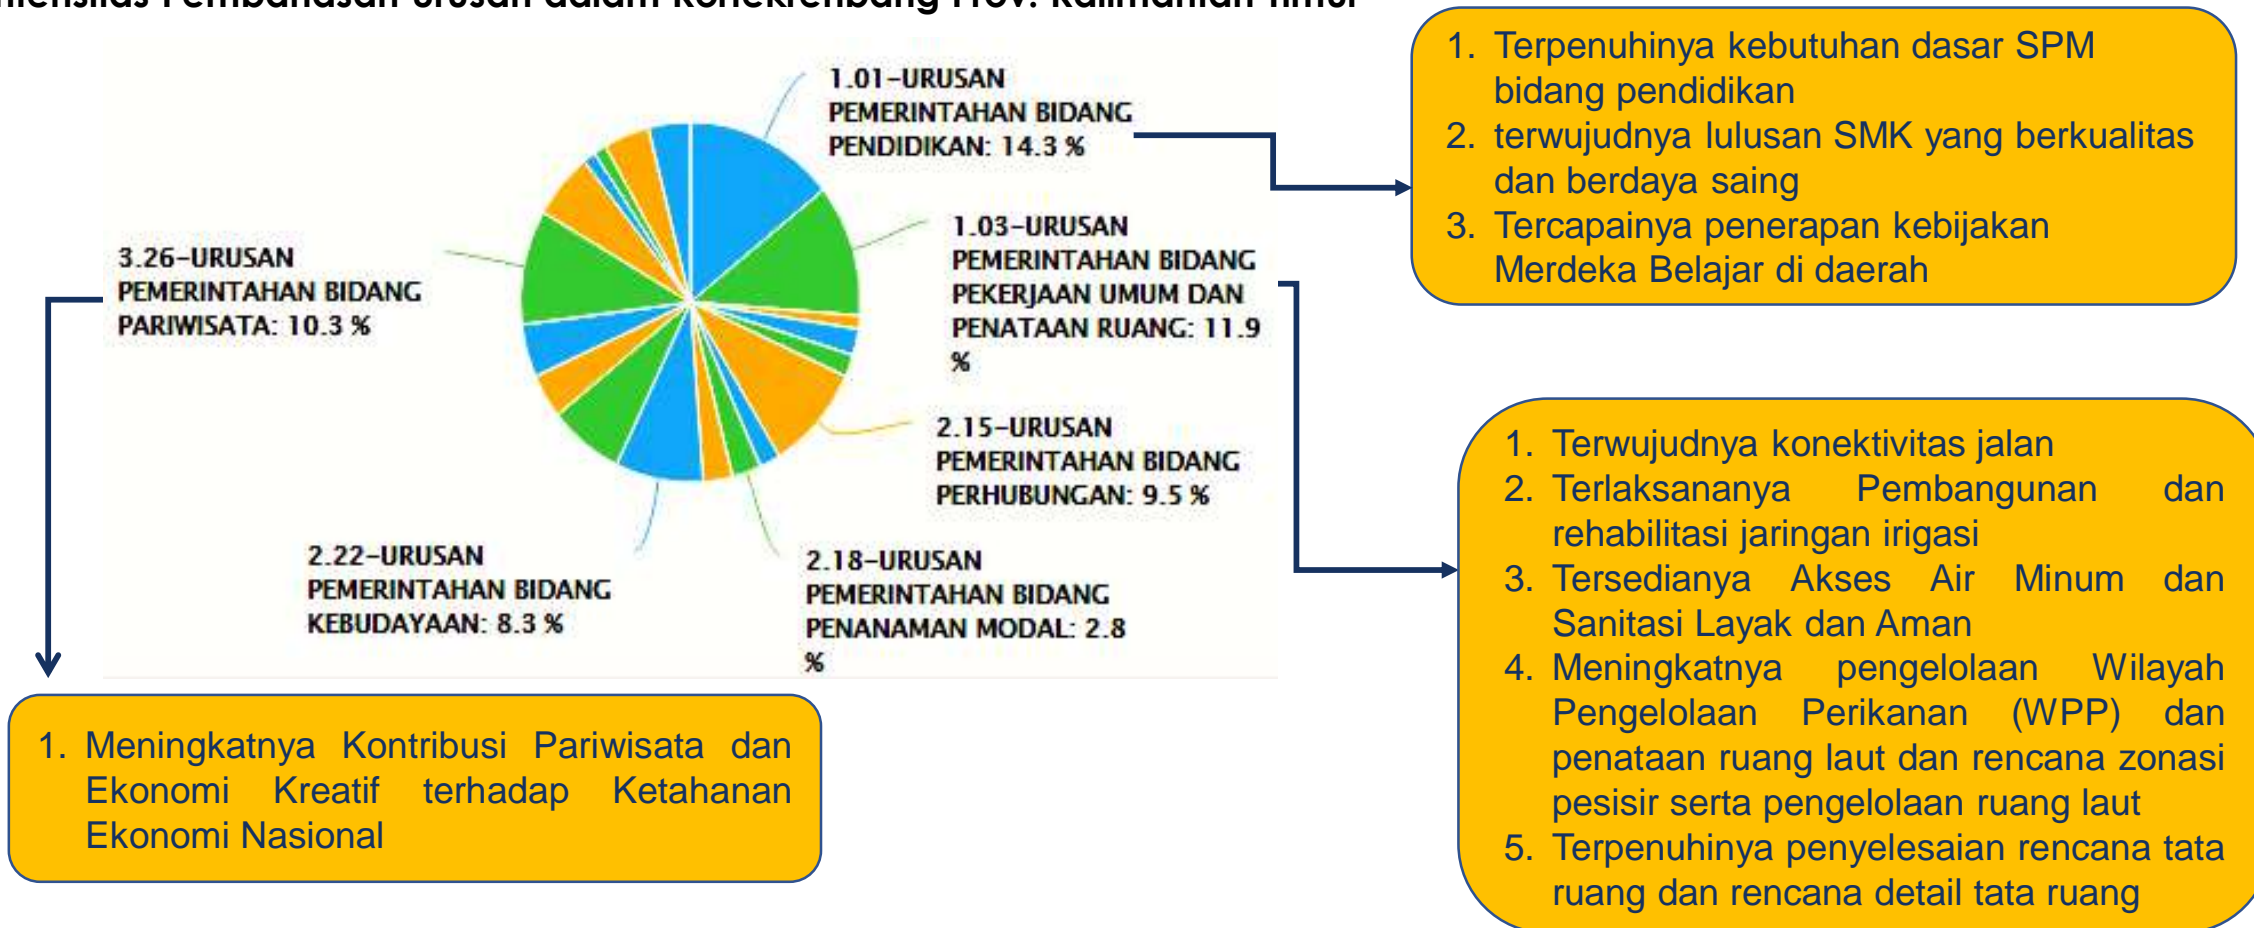 Pembahasan Urusan dalam Konekrenbang Prov. Kalimantan Timur
1.01-URUSAN
PEMERINTAHAN BIDANG
PENDIDIKAN: 14.3 %
1. Terpenuhinya kebutuhan dasar SPM
bidang pendidikan
2. terwujudnya lulusan SMK yang berkualitas
dan berdaya saing
3. Tercapainya penerapan kebijakan
Merdeka Belajar di daerah
1.03-URUSAN
PEMERINTAHAN BIDANG
PEKERJAAN UMUM DAN
PENATAAN RUANG: 11.9
%
3.26-URUSAN
PEMERINTAHAN BIDANG
PARIWISATA: 10.3 %
2.15-URUSAN
PEMERINTAHAN BIDANG
PERHUBUNGAN: 9.5 %
2.22-URUSAN
PEMERINTAHAN BIDANG
KEBUDAYAAN: 8.3 %
2.18-URUSAN
PEMERINTAHAN BIDANG
PENANAMAN MODAL: 2.8
%
1. Terwujudnya konektivitas jalan
2. Terlaksananya Pembangunan dan
rehabilitasi jaringan irigasi
3. Tersedianya Akses Air Minum dan
Sanitasi Layak dan Aman
4. Meningkatnya pengelolaan Wilayah
Pengelolaan Perikanan (WPP) dan
penataan ruang laut dan rencana zonasi
pesisir serta pengelolaan ruang laut
5. Terpenuhinya penyelesaian rencana tata
ruang dan rencana detail tata ruang
1. Meningkatnya Kontribusi Pariwisata dan
Ekonomi Kreatif terhadap Ketahanan
Ekonomi Nasional